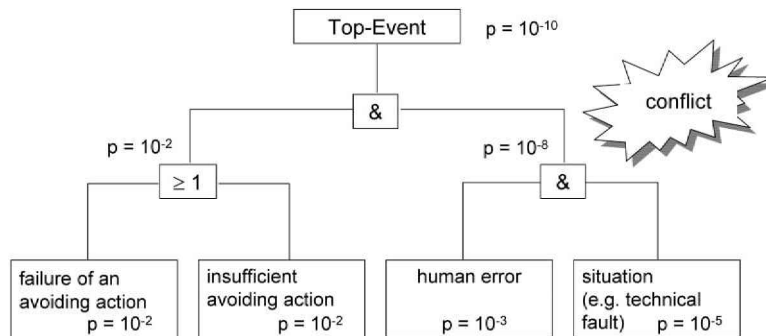 Top-Event
p = 10⁻¹⁰
conflict
&
p = 10⁻²
p = 10⁻⁸
≥ 1
&
failure of an
avoiding action
p = 10⁻²
insufficient
avoiding action
p = 10⁻²
human error
p = 10⁻³
situation
(e.g. technical
fault) p = 10⁻⁵